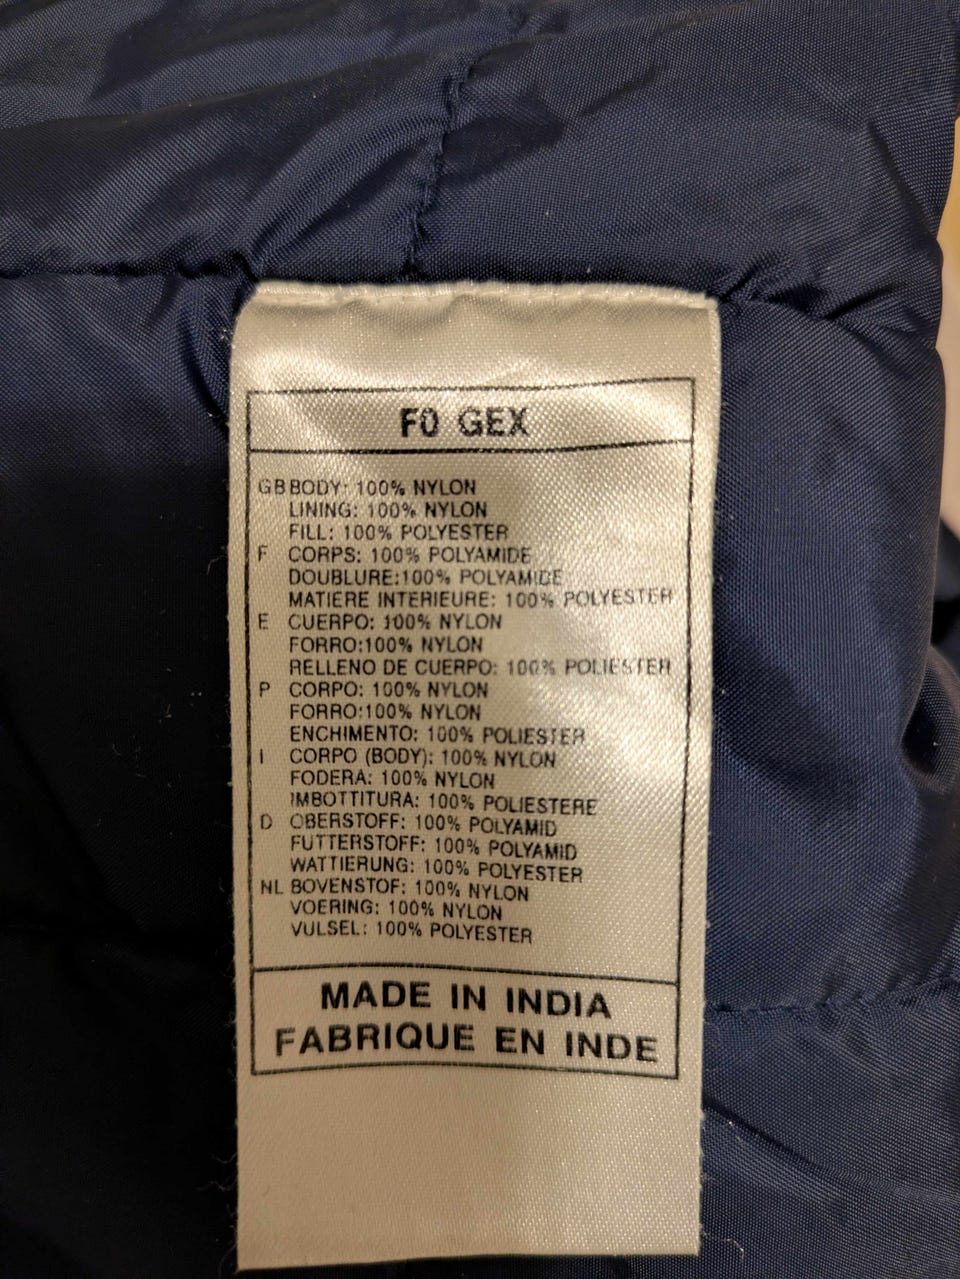 F0 GEX
GB BODY: 100% NYLON
LINING: 100% NYLON
FILL: 100% POLYESTER
F CORPS: 100% POLYAMIDE
DOUBLURE:100% POLYAMIDE
MATIERE INTERIEURE: 100% POLYESTER
E CUERPO: 100% NYLON
FORRO:100% NYLON
RELLENO DE CUERPO: 100% POLIESTER
P CORPO: 100% NYLON
FORRO:100% NYLON
ENCHIMENTO: 100% POLIESTER
I CORPO (BODY): 100% NYLON
FODERA: 100% NYLON
IMBOTTITURA: 100% POLIESTERE
D OBERSTOFF: 100% POLYAMID
FUTTERSTOFF: 100% POLYAMID
WATTIERUNG: 100% POLYESTER
NL BOVENSTOF: 100% NYLON
VOERING: 100% NYLON
VULSEL: 100% POLYESTER
MADE IN INDIA
FABRIQUE EN INDE